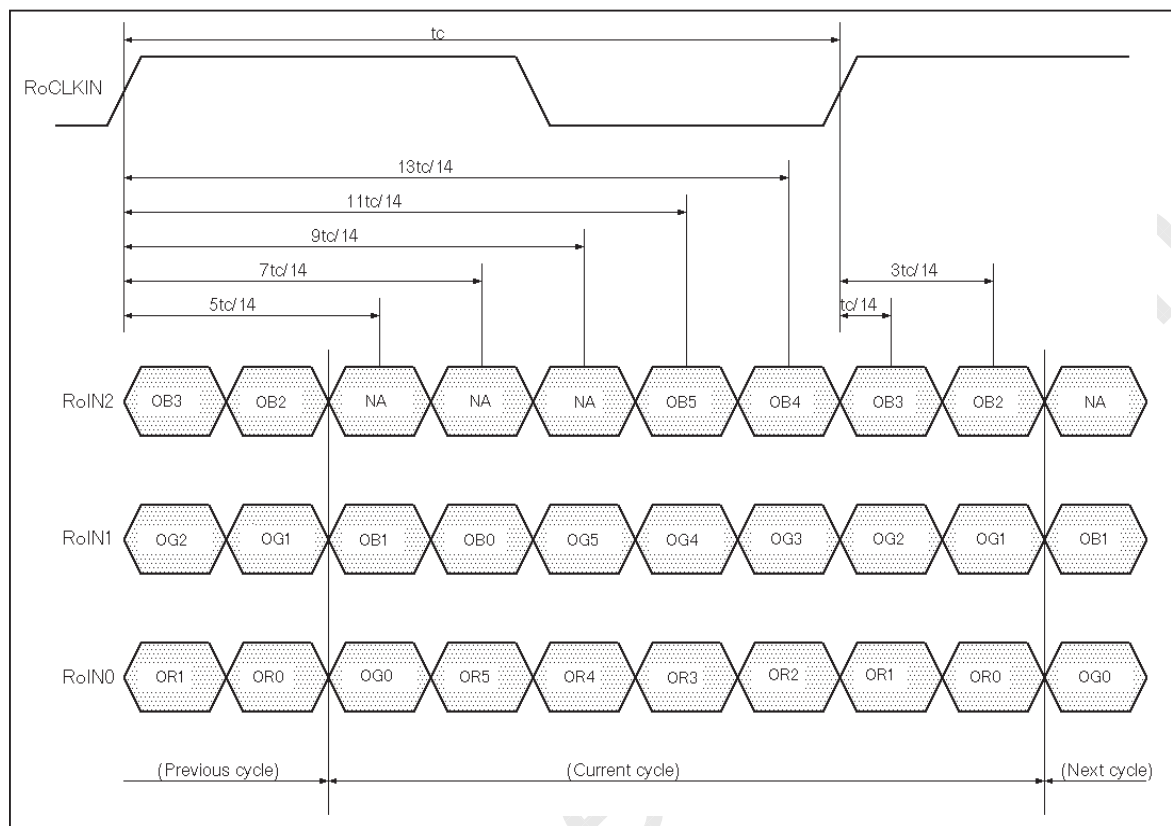 tc
RoCLKIN
13tc/14
11tc/14
9tc/14
7tc/14
3tc/14
5tc/14
tc/14
RoIN2 OB3 OB2 NA NA NA OB5 OB4 OB3 OB2 NA
RoIN1 OG2 OG1 OB1 OB0 OG5 OG4 OG3 OG2 OG1 OB1
RoIN0 OR1 OR0 OG0 OR5 OR4 OR3 OR2 OR1 OR0 OG0
(Previous cycle) (Current cycle) (Next cycle)